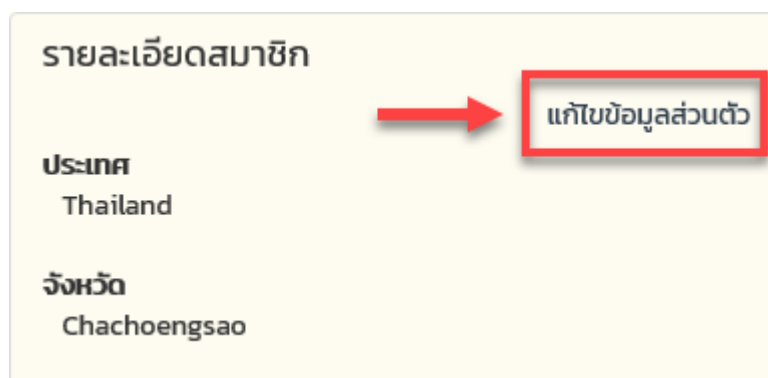 รายละเอียดสมาชิก
แก้ไขข้อมูลส่วนตัว
ประเทศ
Thailand
จังหวัด
Chachoengsao